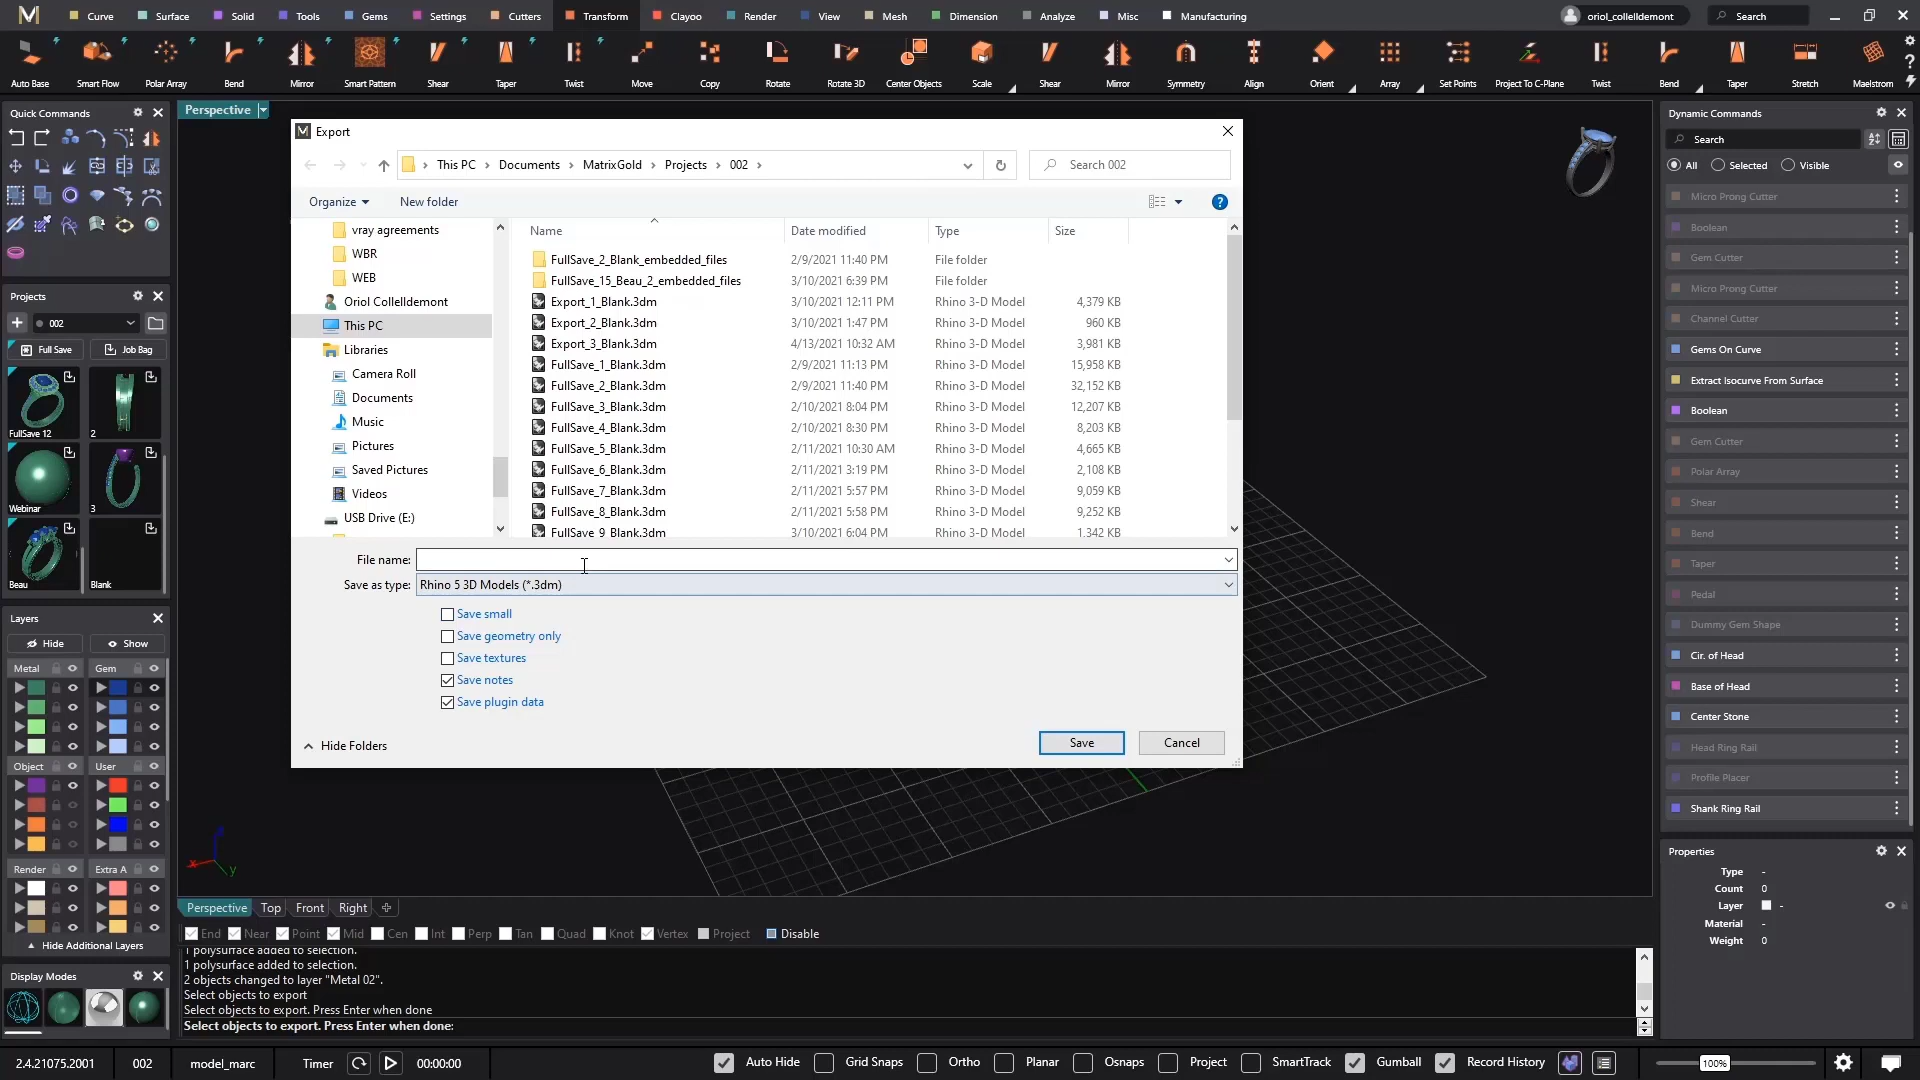 Curve Surface Solid Tools Gems Settings Cutters Transform Clayoo Render View Mesh Dimension Analyze Misc Manufacturing oriol_collelldemont Search
Auto Base Smart Flow Polar Array Bend Mirror Smart Pattern Shear Taper Twist Move Copy Rotate Rotate 3D Center Objects Scale Shear Mirror Symmetry Align Orient Array Set Points Project To C-Plane Twist Bend Taper Stretch Maelstrom
Quick Commands
Projects
002
Full Save Job Bag
FullSave 12 2
Webinar 3
Beau Blank
Layers
Hide Show
Metal Gem
Object User
Render Extra A
Hide Additional Layers
Display Modes
Perspective
Export
This PC Documents MatrixGold Projects 002 Search 002
Organize New folder
vray agreements
WBR
WEB
Oriol Collelldemont
This PC
Libraries
Camera Roll
Documents
Music
Pictures
Saved Pictures
Videos
USB Drive (E:)
Name Date modified Type Size
FullSave_2_Blank_embedded_files 2/9/2021 11:40 PM File folder
FullSave_15_Beau_2_embedded_files 3/10/2021 6:39 PM File folder
Export_1_Blank.3dm 3/10/2021 12:11 PM Rhino 3-D Model 4,379 KB
Export_2_Blank.3dm 3/10/2021 1:47 PM Rhino 3-D Model 960 KB
Export_3_Blank.3dm 4/13/2021 10:32 AM Rhino 3-D Model 3,981 KB
FullSave_1_Blank.3dm 2/9/2021 11:13 PM Rhino 3-D Model 15,958 KB
FullSave_2_Blank.3dm 2/9/2021 11:40 PM Rhino 3-D Model 32,152 KB
FullSave_3_Blank.3dm 2/10/2021 8:04 PM Rhino 3-D Model 12,207 KB
FullSave_4_Blank.3dm 2/10/2021 8:30 PM Rhino 3-D Model 8,203 KB
FullSave_5_Blank.3dm 2/11/2021 10:30 AM Rhino 3-D Model 4,665 KB
FullSave_6_Blank.3dm 2/11/2021 3:19 PM Rhino 3-D Model 2,108 KB
FullSave_7_Blank.3dm 2/11/2021 5:57 PM Rhino 3-D Model 9,059 KB
FullSave_8_Blank.3dm 2/11/2021 5:58 PM Rhino 3-D Model 9,252 KB
FullSave_9_Blank.3dm 3/10/2021 6:04 PM Rhino 3-D Model 1,342 KB
File name:
Save as type: Rhino 5 3D Models (*.3dm)
Save small
Save geometry only
Save textures
Save notes
Save plugin data
Hide Folders Save Cancel
x y
Perspective Top Front Right
End Near Point Mid Cen Int Perp Tan Quad Knot Vertex Project Disable
1 polysurface added to selection.
1 polysurface added to selection.
2 objects changed to layer "Metal 02".
Select objects to export
Select objects to export. Press Enter when done
Select objects to export. Press Enter when done:
Dynamic Commands
Search
All Selected Visible
Micro Prong Cutter
Boolean
Gem Cutter
Micro Prong Cutter
Channel Cutter
Gems On Curve
Extract Isocurve From Surface
Boolean
Gem Cutter
Polar Array
Shear
Bend
Taper
Pedal
Dummy Gem Shape
Cir. of Head
Base of Head
Center Stone
Head Ring Rail
Profile Placer
Shank Ring Rail
Properties
Type -
Count 0
Layer -
Material -
Weight 0
2.4.21075.2001 002 model_marc Timer 00:00:00 Auto Hide Grid Snaps Ortho Planar Osnaps Project SmartTrack Gumball Record History 100%